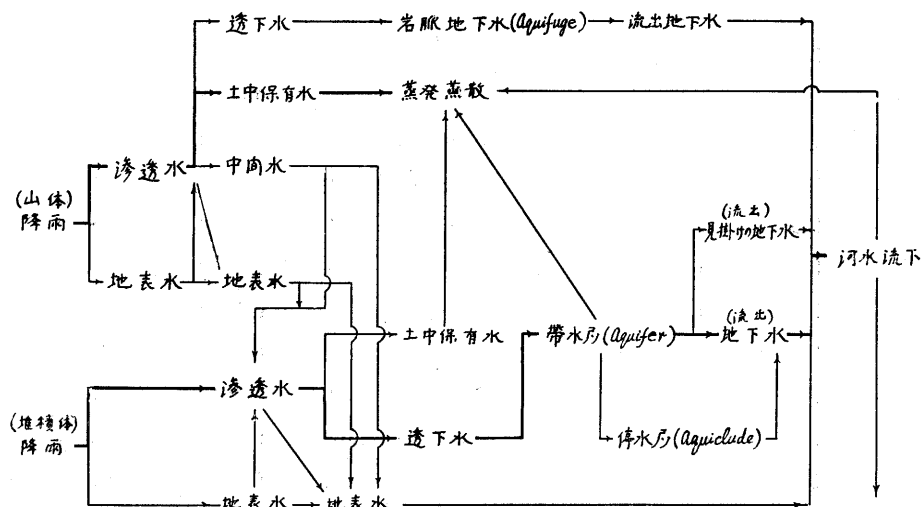 透下水 岩脈地下水(Aquifuge) 流出地下水
土中保有水 蒸発蒸散
滲透水 中间水
(山体)
降雨
(流出)
見掛けの地下水
河水流下
地表水 地表水
(流出)
土中保有水 帶水层(Aquifer) 地下水
滲透水
(堆積体)
降雨
透下水 停水层(Aquiclude)
地表水 地表水